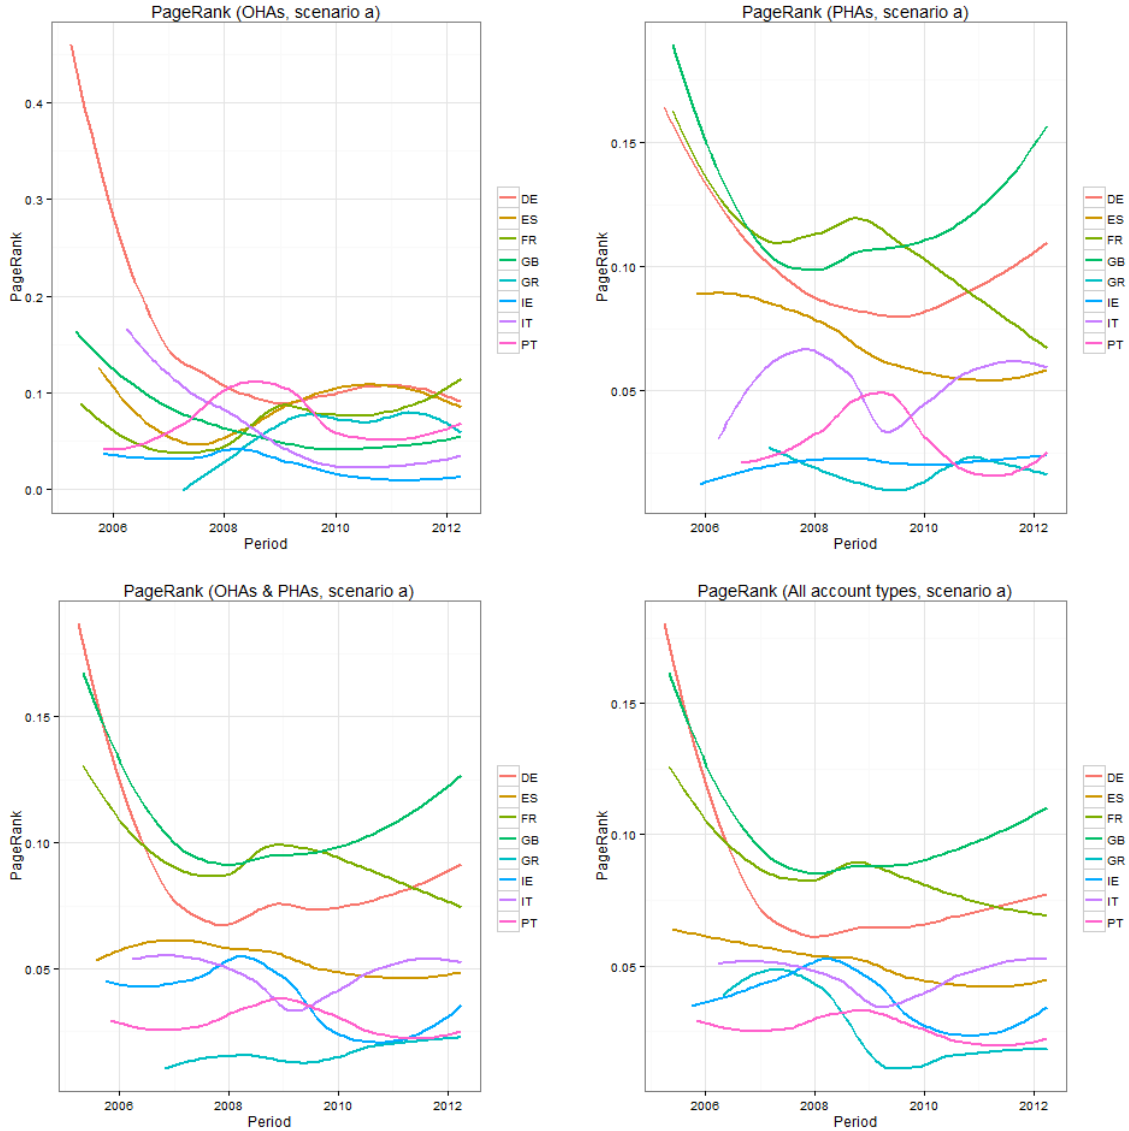 PageRank (OHAs, scenario a)
PageRank
0.4
0.3
0.2
0.1
0.0
2006 2008 2010 2012
Period
DE
ES
FR
GB
GR
IE
IT
PT
PageRank (PHAs, scenario a)
PageRank
0.15
0.10
0.05
2006 2008 2010 2012
Period
DE
ES
FR
GB
GR
IE
IT
PT
PageRank (OHAs & PHAs, scenario a)
PageRank
0.15
0.10
0.05
2006 2008 2010 2012
Period
DE
ES
FR
GB
GR
IE
IT
PT
PageRank (All account types, scenario a)
PageRank
0.15
0.10
0.05
2006 2008 2010 2012
Period
DE
ES
FR
GB
GR
IE
IT
PT